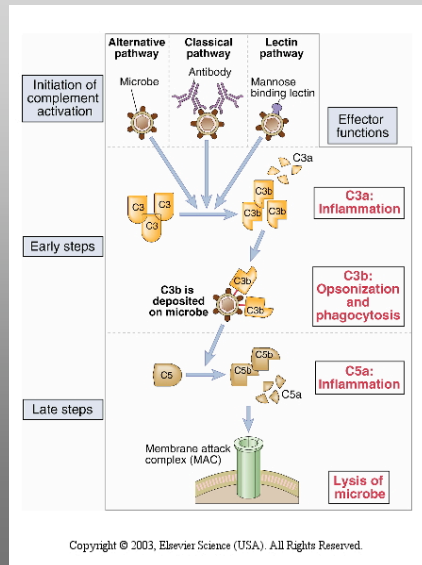 Alternative pathway
Classical pathway
Lectin pathway
Initiation of complement activation
Microbe
Antibody
Mannose binding lectin
Effector functions
C3a
C3
C3
C3
C3b
C3b
C3b
C3a:
Inflammation
Early steps
C3b is
deposited
on microbe
C3b
C3b
C3b:
Opsonization
and
phagocytosis
C5
C5b
C5b
C5a
C5a:
Inflammation
Late steps
Membrane attack
complex (MAC)
Lysis of
microbe
Copyright © 2003, Elsevier Science (USA). All Rights Reserved.